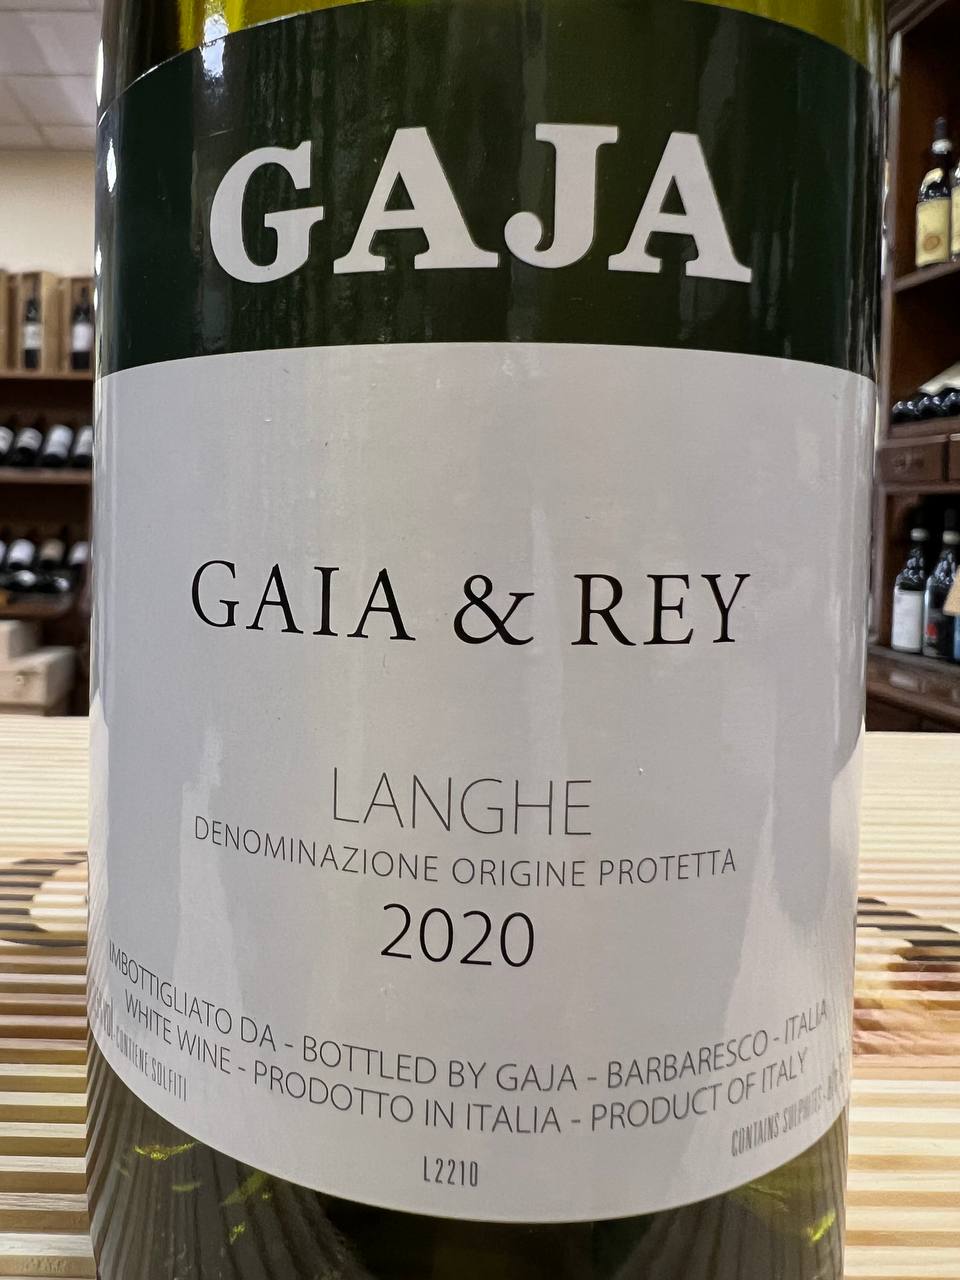 GAJA
GAIA & REY
LANGHE
DENOMINAZIONE ORIGINE PROTETTA
2020
IMBOTTIGLIATO DA - BOTTLED BY GAJA - BARBARESCO - ITALIA
WHITE WINE - PRODOTTO IN ITALIA - PRODUCT OF ITALY
CONTIENE SOLFITI
CONTAINS SULPHITES
L2210